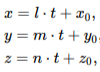 x = l · t + x₀,
y = m · t + y₀,
z = n · t + z₀,